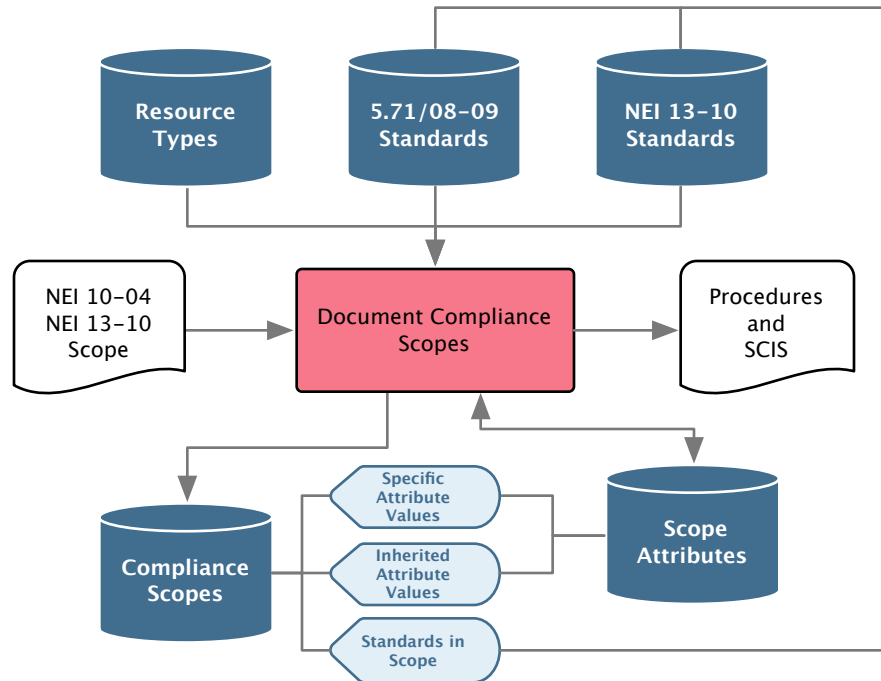 Resource
Types
5.71/08-09
Standards
NEI 13-10
Standards
NEI 10-04
NEI 13-10
Scope
Document Compliance
Scopes
Procedures
and
SCIS
Specific
Attribute
Values
Scope
Attributes
Compliance
Scopes
Inherited
Attribute
Values
Standards in
Scope